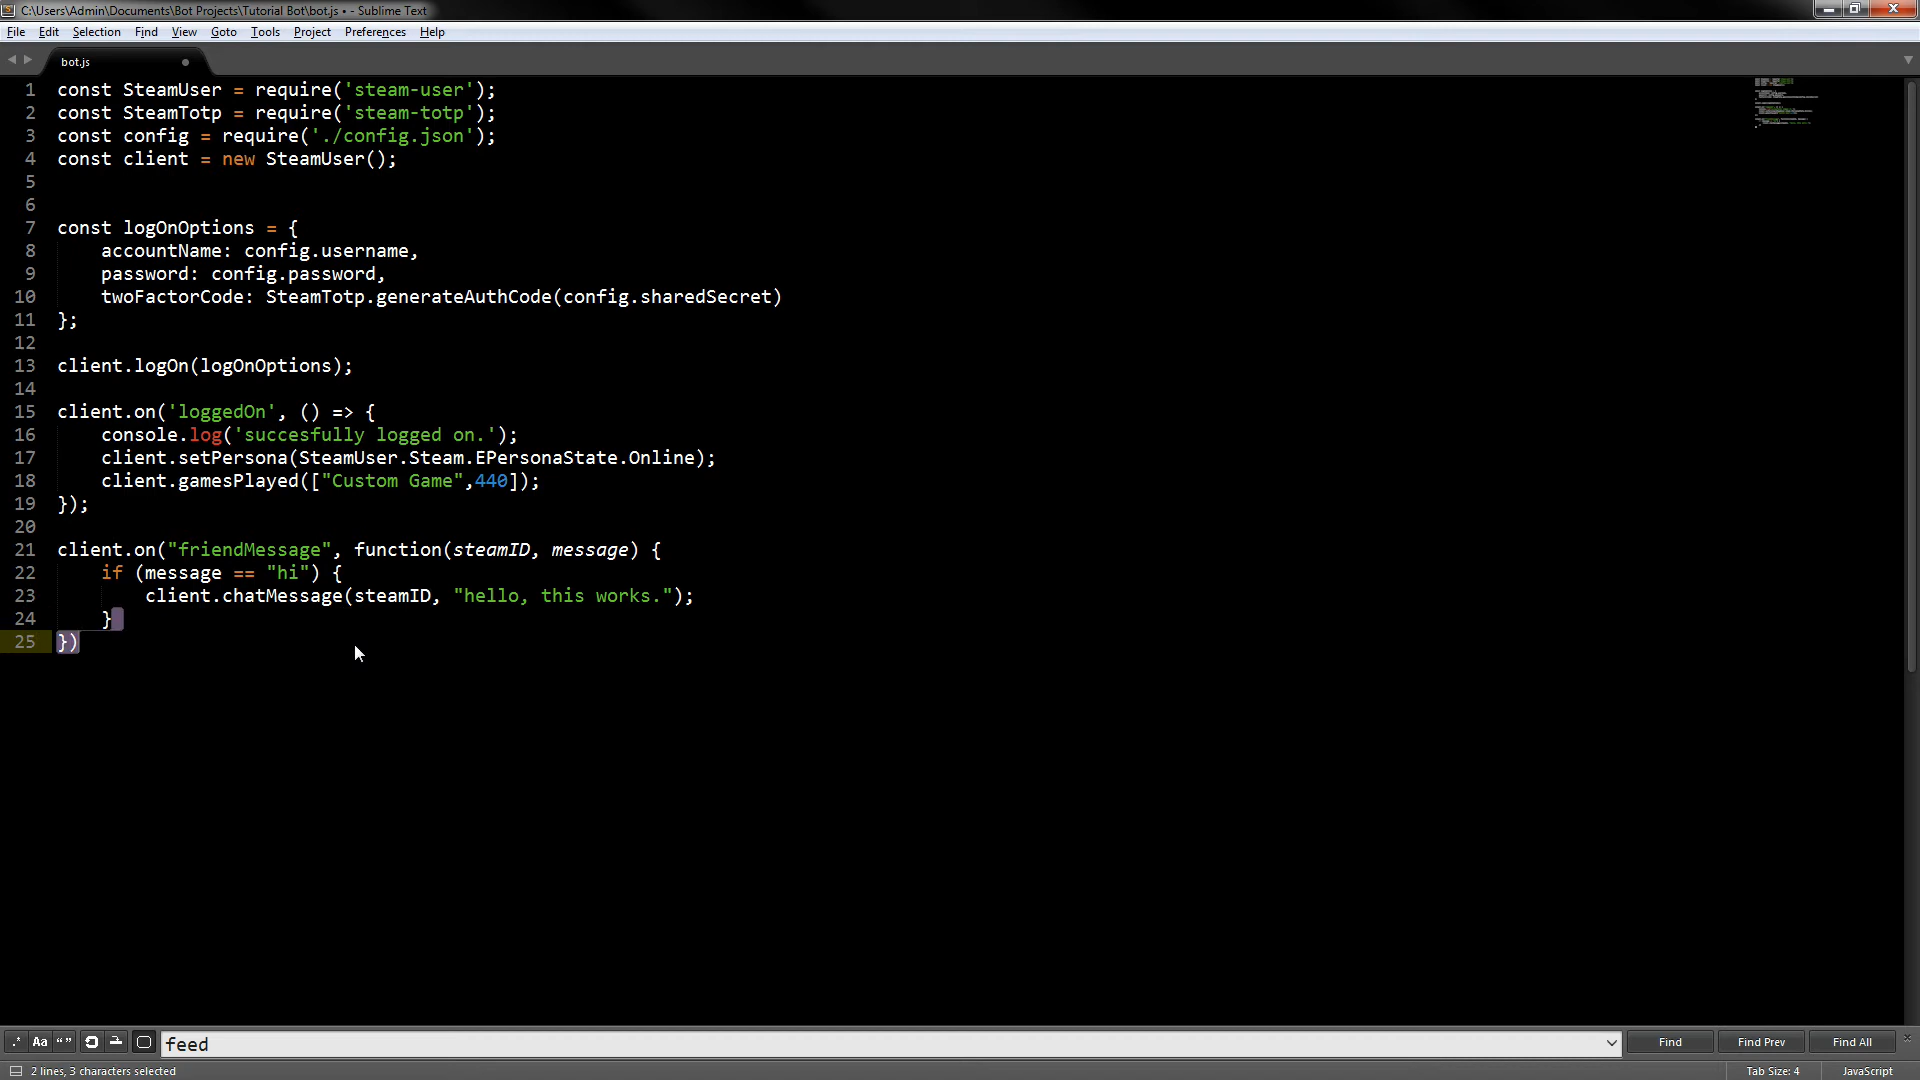 C:\Users\Admin\Documents\Bot Projects\Tutorial Bot\bot.js • - Sublime Text
File Edit Selection Find View Goto Tools Project Preferences Help
bot.js
1 const SteamUser = require('steam-user');
2 const SteamTotp = require('steam-totp');
3 const config = require('./config.json');
4 const client = new SteamUser();
5
6
7 const logOnOptions = {
8 accountName: config.username,
9 password: config.password,
10 twoFactorCode: SteamTotp.generateAuthCode(config.sharedSecret)
11 };
12
13 client.logOn(logOnOptions);
14
15 client.on('loggedOn', () => {
16 console.log('succesfully logged on.');
17 client.setPersona(SteamUser.Steam.EPersonaState.Online);
18 client.gamesPlayed(["Custom Game",440]);
19 });
20
21 client.on("friendMessage", function(steamID, message) {
22 if (message == "hi") {
23 client.chatMessage(steamID, "hello, this works.");
24 }
25 })
.* Aa “” feed Find Find Prev Find All
2 lines, 3 characters selected Tab Size: 4 JavaScript